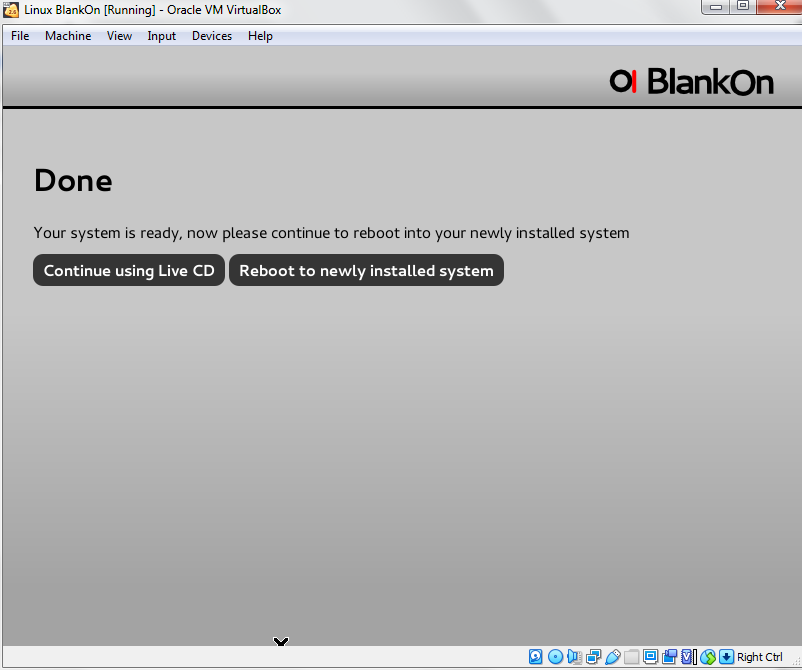 Linux BlankOn [Running] - Oracle VM VirtualBox
File Machine View Input Devices Help
BlankOn
Done
Your system is ready, now please continue to reboot into your newly installed system
Continue using Live CD Reboot to newly installed system
Right Ctrl